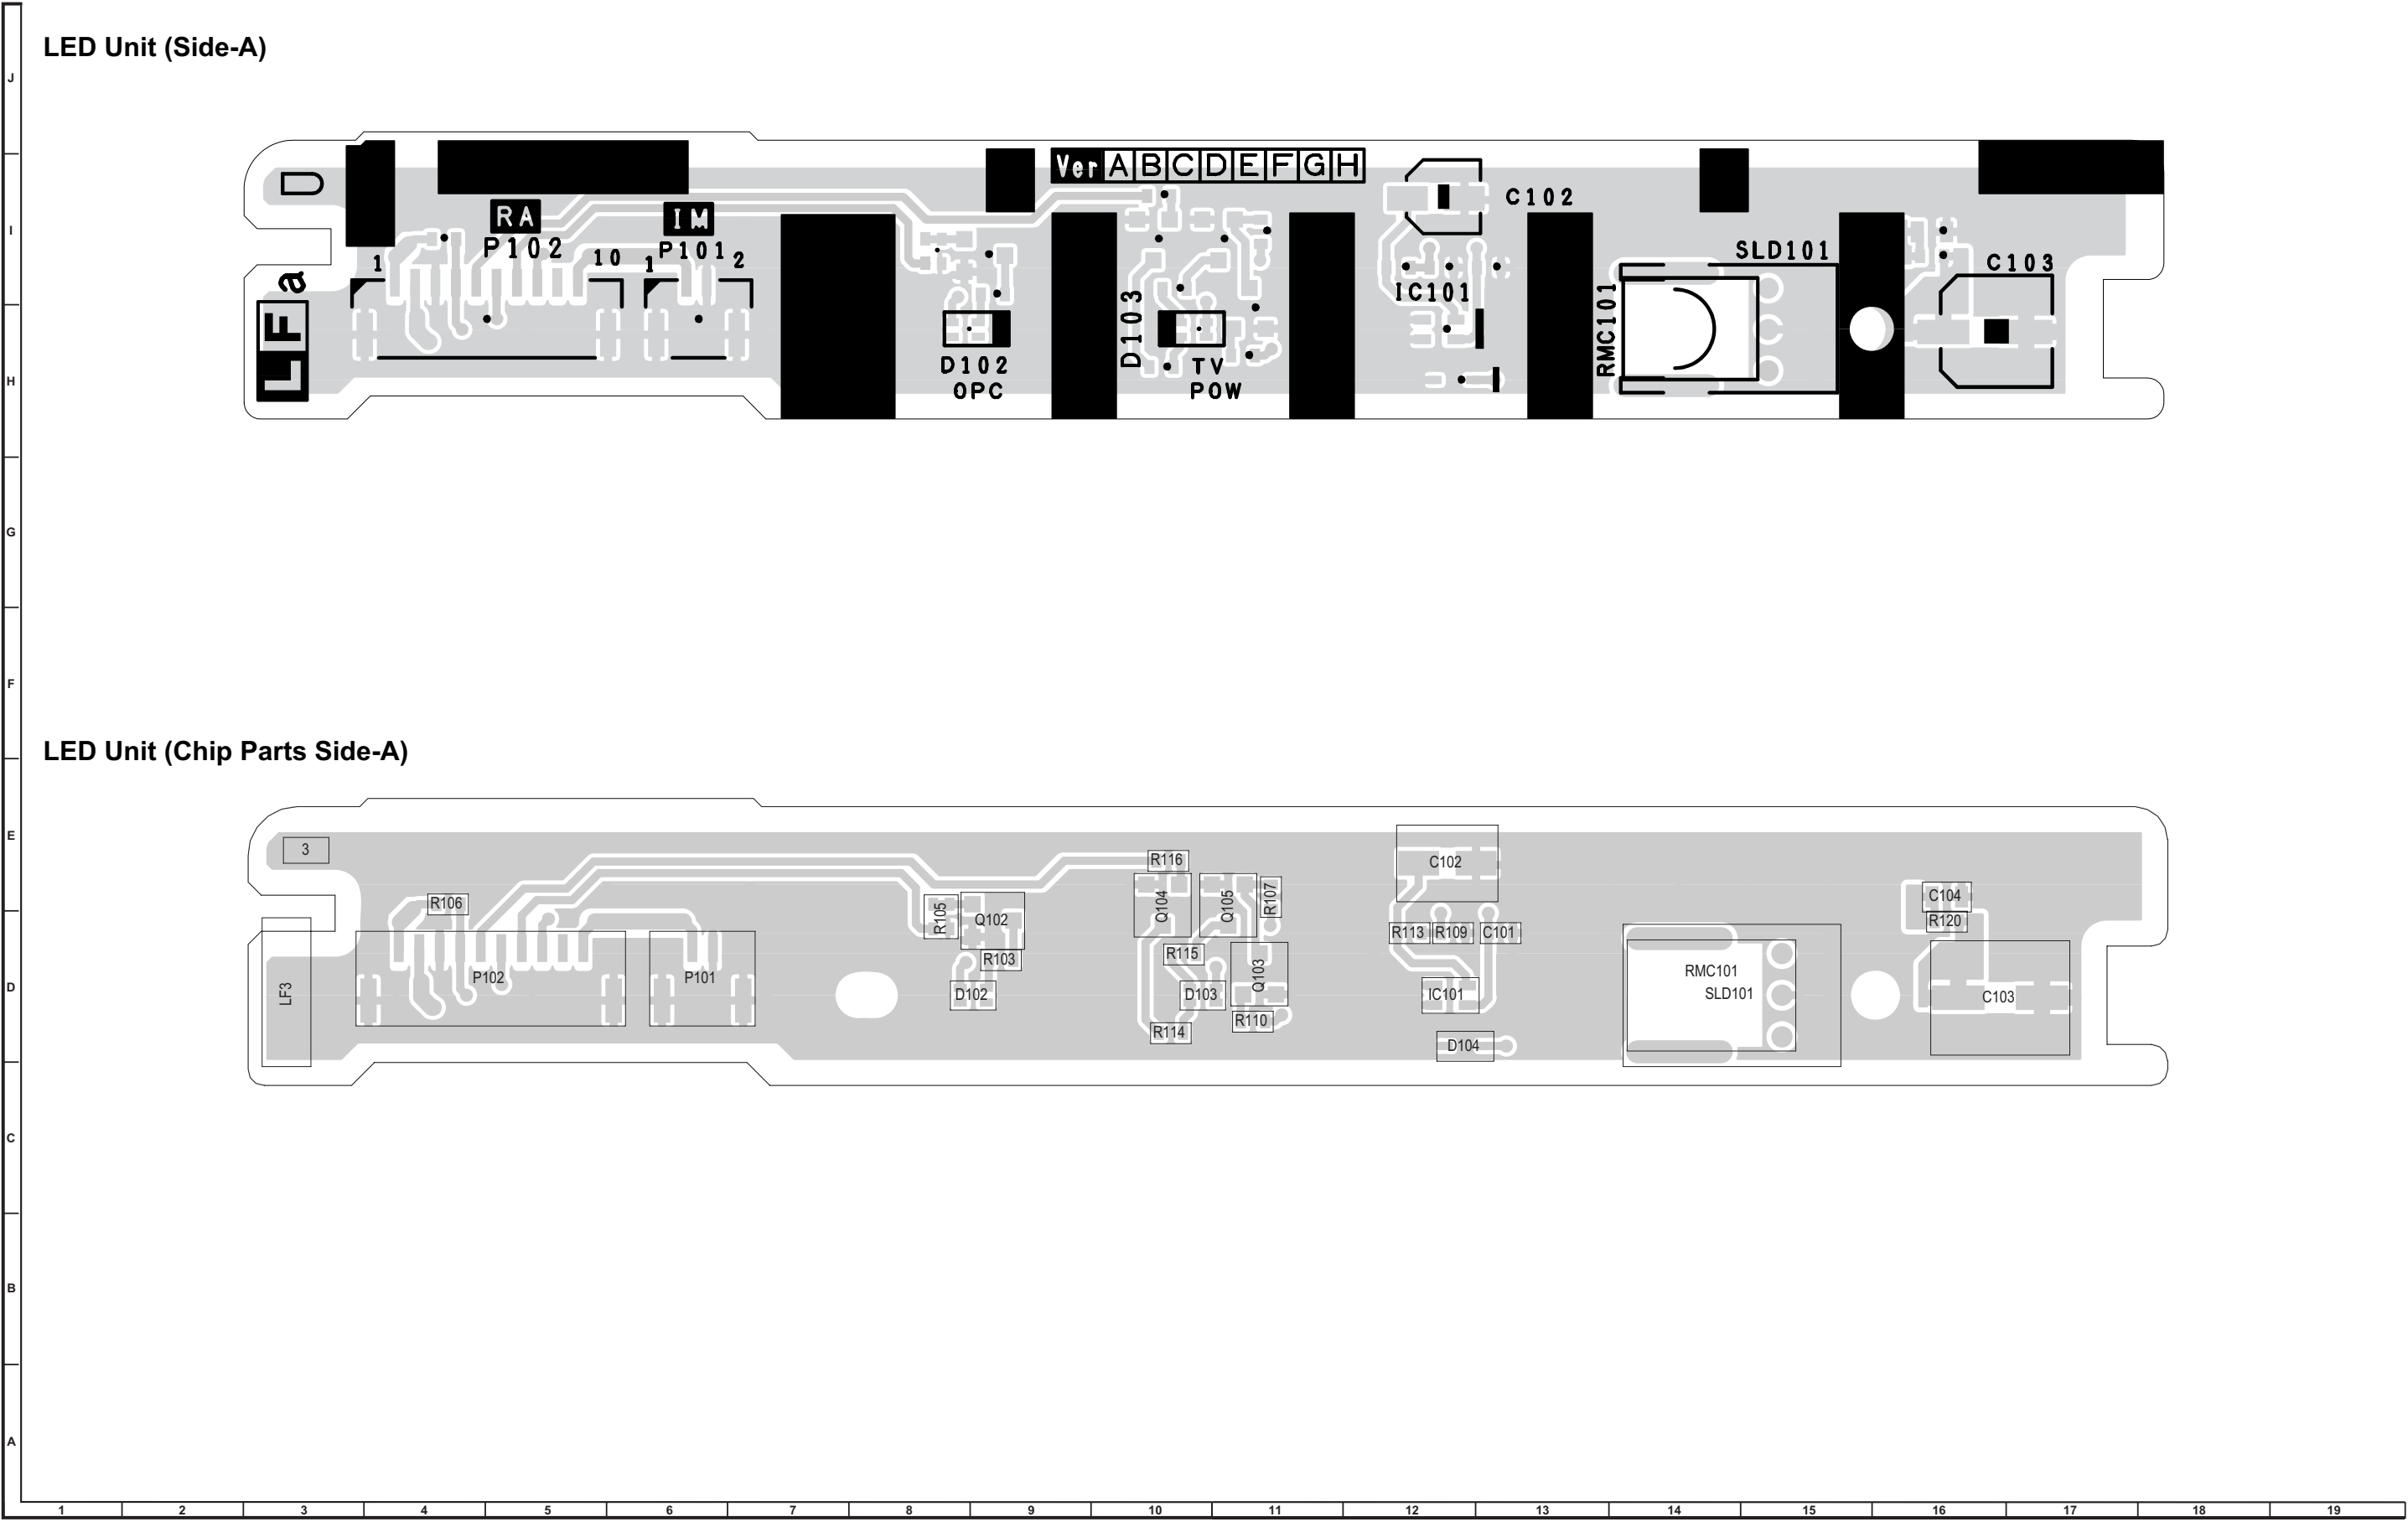 LED Unit (Side-A)
J
Ver A B C D E F G H
D
RA
IM
C102
I
P102
P101
SLD101
1
10
1
2
C103
a
IC101
RMC101
D103
LF
D102
TV
H
OPC
POW
G
F
LED Unit (Chip Parts Side-A)
E
3
R116
C102
R106
R105
Q102
Q104
Q105
R107
C104
R120
R113
R109
C101
R115
R103
RMC101
D
LF3
P102
P101
Q103
D102
D103
IC101
SLD101
C103
R110
R114
D104
C
B
A
1 2 3 4 5 6 7 8 9 10 11 12 13 14 15 16 17 18 19